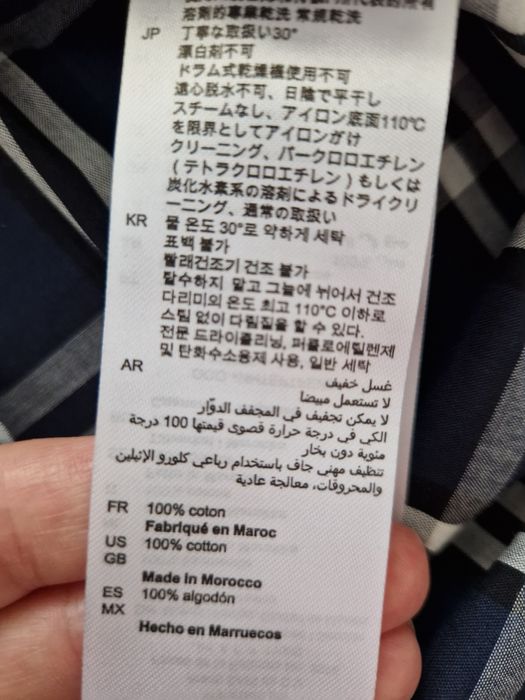 溶剤的專業乾洗 常規乾洗
JP 丁寧な取扱い30°
漂白剤不可
ドラム式乾燥機使用不可
遠心脱水不可、日陰で平干し
スチームなし、アイロン底面110℃
を限界としてアイロンがけ
クリーニング、パークロロエチレン
(テトラクロロエチレン)もしくは
炭化水素系の溶剤によるドライクリ
ーニング、通常の取扱い
KR 물 온도 30°로 약하게 세탁
표백 불가
빨래건조기 건조 불가
탈수하지 말고 그늘에 뉘어서 건조
다리미의 온도 최고 110°C 이하로
스팀 없이 다림질을 할 수 있다.
전문 드라이클리닝, 퍼클로에틸렌제
및 탄화수소용제 사용, 일반 세탁
AR غسل خفيف
لا تستعمل مبيضا
لا يمكن تجفيف في المجفف الدوّار
الكي في درجة حرارة قصوى قيمتها 100 درجة
مئوية دون بخار
تنظيف مهني جاف باستخدام رباعي كلورو الإثيلين
والمحروقات، معالجة عادية
FR 100% coton
Fabriqué en Maroc
US 100% cotton
GB
Made in Morocco
ES 100% algodón
MX
Hecho en Marruecos